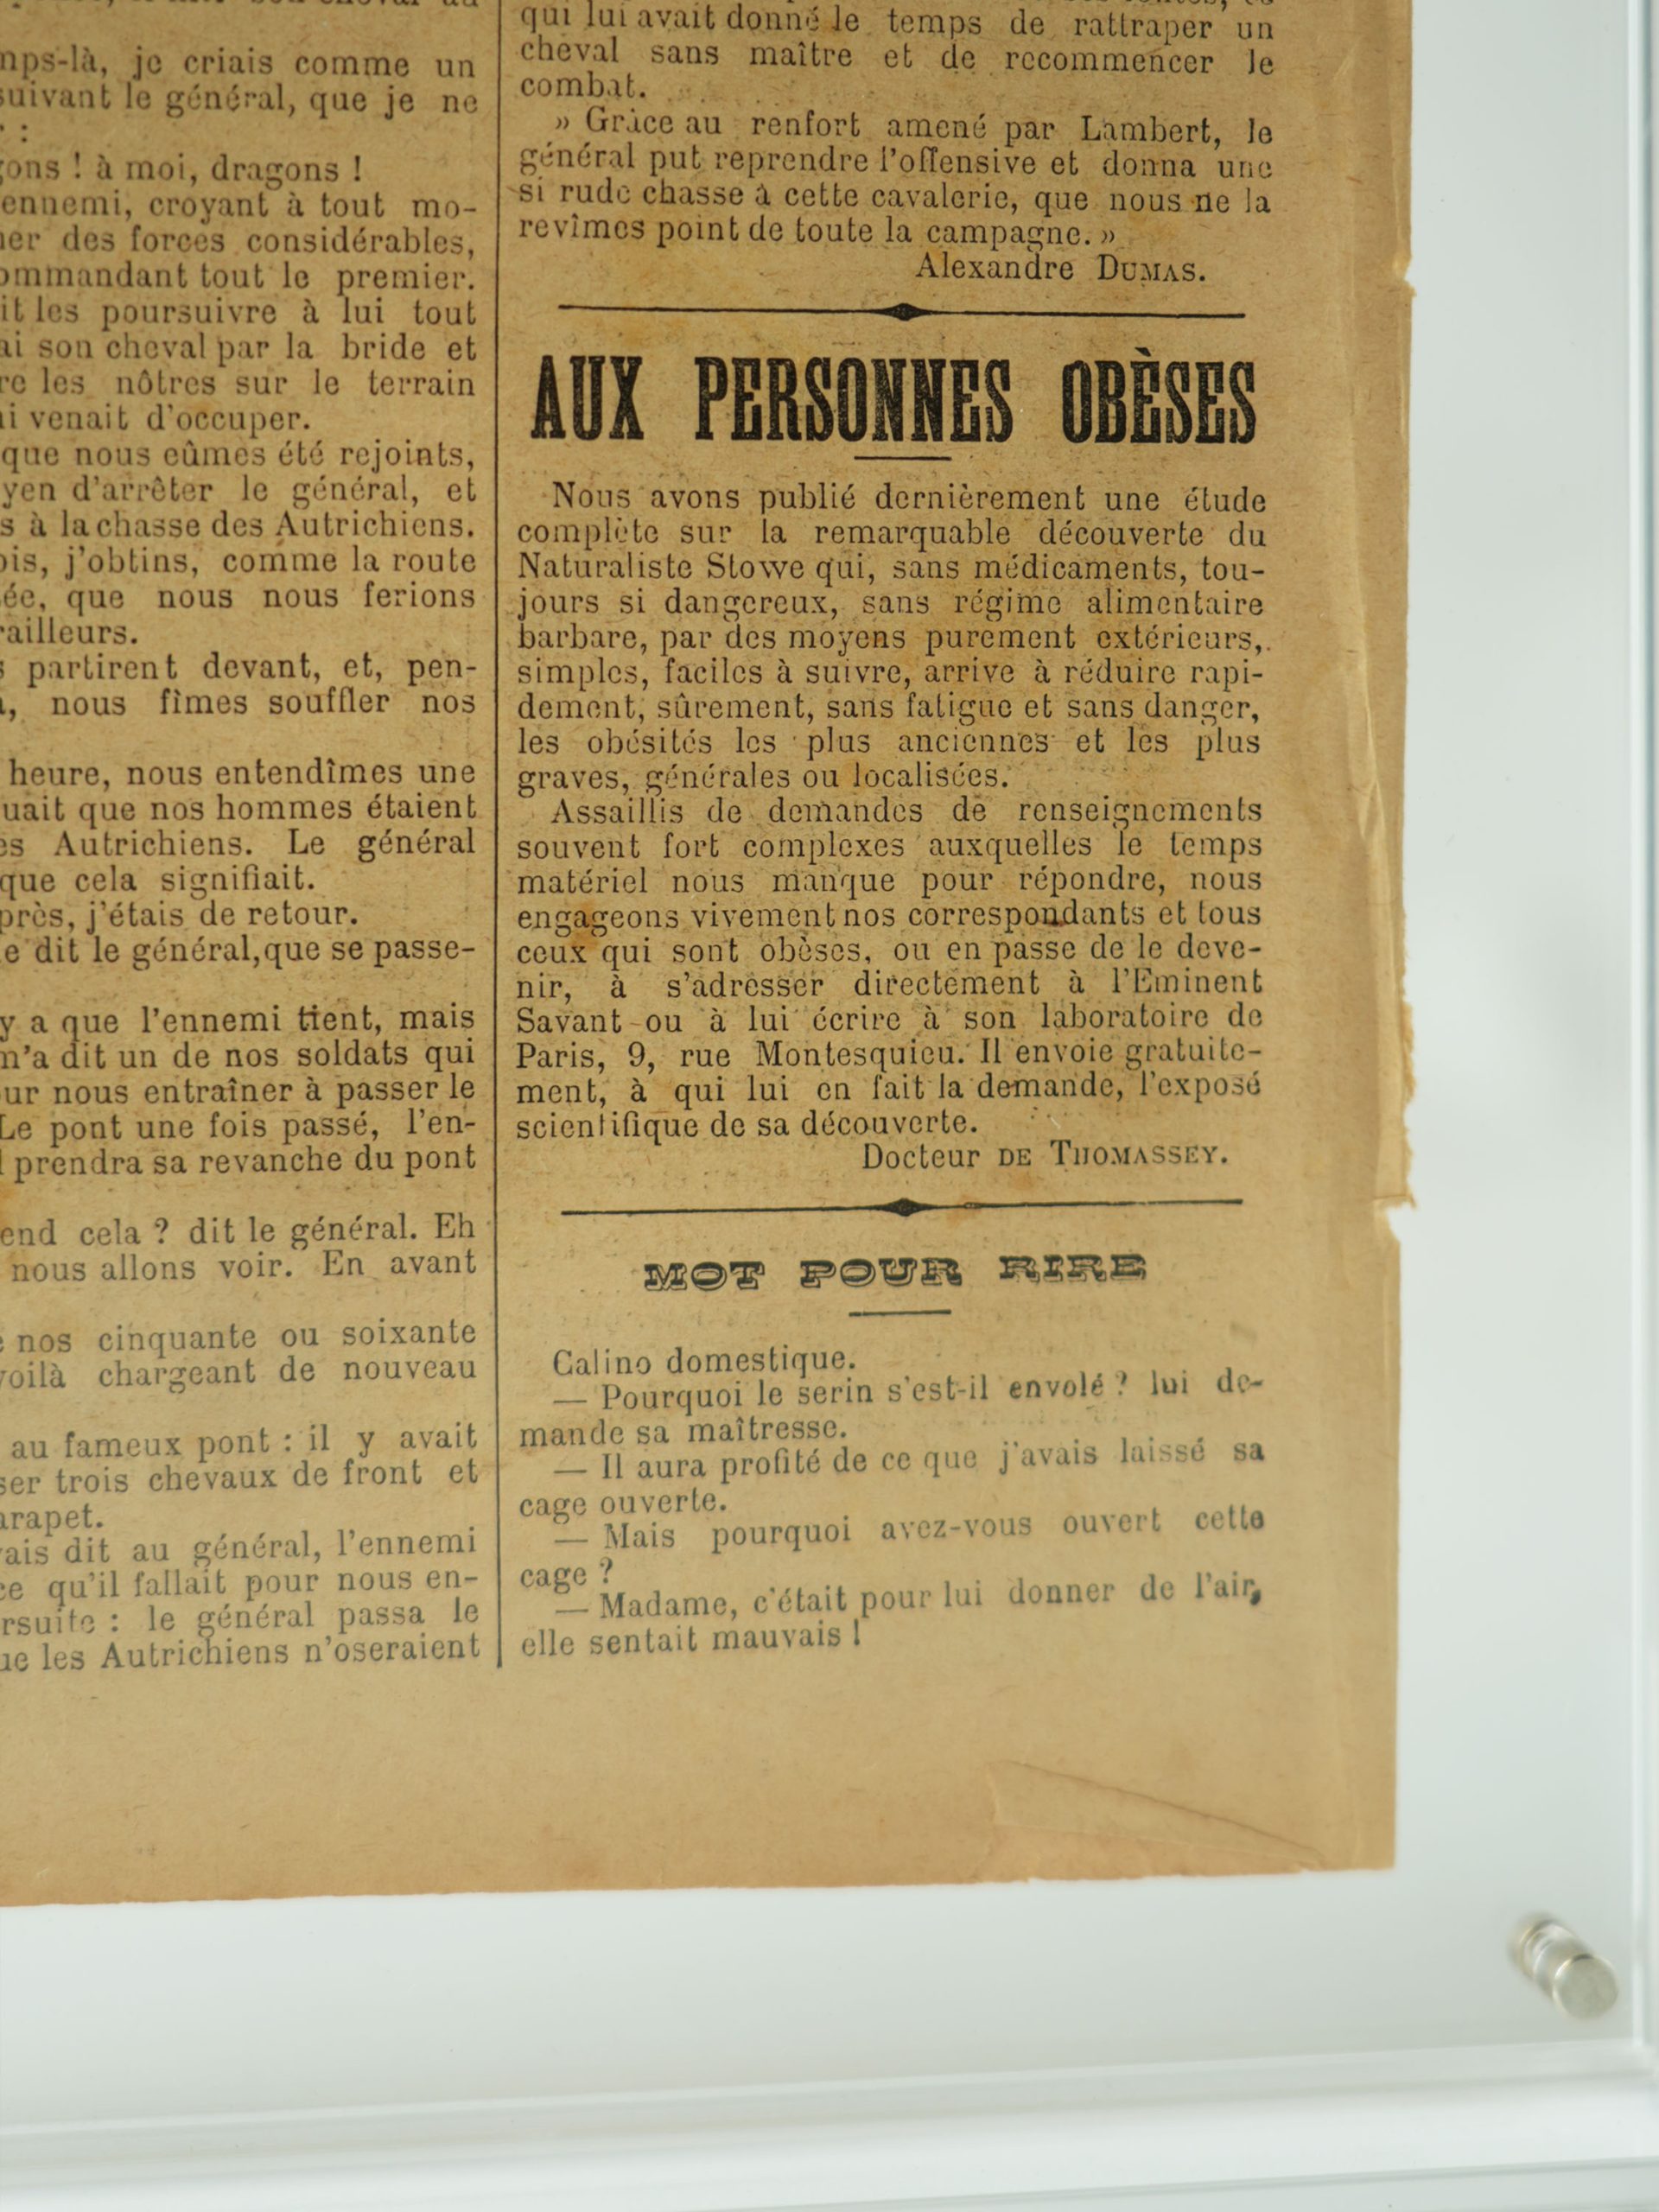 mps-là, je criais comme un
suivant le général, que je ne
:
ons ! à moi, dragons !
ennemi, croyant à tout mo-
er des forces considérables,
ommandant tout le premier.
it les poursuivre à lui tout
ai son cheval par la bride et
re les nôtres sur le terrain
i venait d'occuper.
que nous eûmes été rejoints,
yen d'arrêter le général, et
s à la chasse des Autrichiens.
ois, j'obtins, comme la route
ée, que nous nous ferions
railleurs.
s partirent devant, et, pen-
, nous fîmes souffler nos
heure, nous entendîmes une
uait que nos hommes étaient
es Autrichiens. Le général
que cela signifiait.
près, j'étais de retour.
e dit le général, que se passe-
y a que l'ennemi tient, mais
m'a dit un de nos soldats qui
ur nous entraîner à passer le
Le pont une fois passé, l'en-
l prendra sa revanche du pont
end cela ? dit le général. Eh
nous allons voir. En avant
e nos cinquante ou soixante
voilà chargeant de nouveau
au fameux pont : il y avait
ser trois chevaux de front et
arapet.
ais dit au général, l'ennemi
ce qu'il fallait pour nous en-
rsuite : le général passa le
ue les Autrichiens n'oseraient
qui lui avait donné le temps de rattraper un
cheval sans maître et de recommencer le
combat.
» Grâce au renfort amené par Lambert, le
général put reprendre l'offensive et donna une
si rude chasse à cette cavalerie, que nous ne la
revîmes point de toute la campagne. »
Alexandre DUMAS.
AUX PERSONNES OBÈSES
Nous avons publié dernièrement une étude
complète sur la remarquable découverte du
Naturaliste Stowe qui, sans médicaments, tou-
jours si dangereux, sans régime alimentaire
barbare, par des moyens purement extérieurs,
simples, faciles à suivre, arrive à réduire rapi-
dement, sûrement, sans fatigue et sans danger,
les obésités les plus anciennes et les plus
graves, générales ou localisées.
Assaillis de demandes de renseignements
souvent fort complexes auxquelles le temps
matériel nous manque pour répondre, nous
engageons vivement nos correspondants et tous
ceux qui sont obèses, ou en passe de le deve-
nir, à s'adresser directement à l'Eminent
Savant ou à lui écrire à son laboratoire de
Paris, 9, rue Montesquieu. Il envoie gratuite-
ment, à qui lui en fait la demande, l'exposé
scientifique de sa découverte.
Docteur DE THOMASSEY.
MOT POUR RIRE
Calino domestique.
— Pourquoi le serin s'est-il envolé ? lui de-
mande sa maîtresse.
— Il aura profité de ce que j'avais laissé sa
cage ouverte.
— Mais pourquoi avez-vous ouvert cette
cage ?
— Madame, c'était pour lui donner de l'air,
elle sentait mauvais !